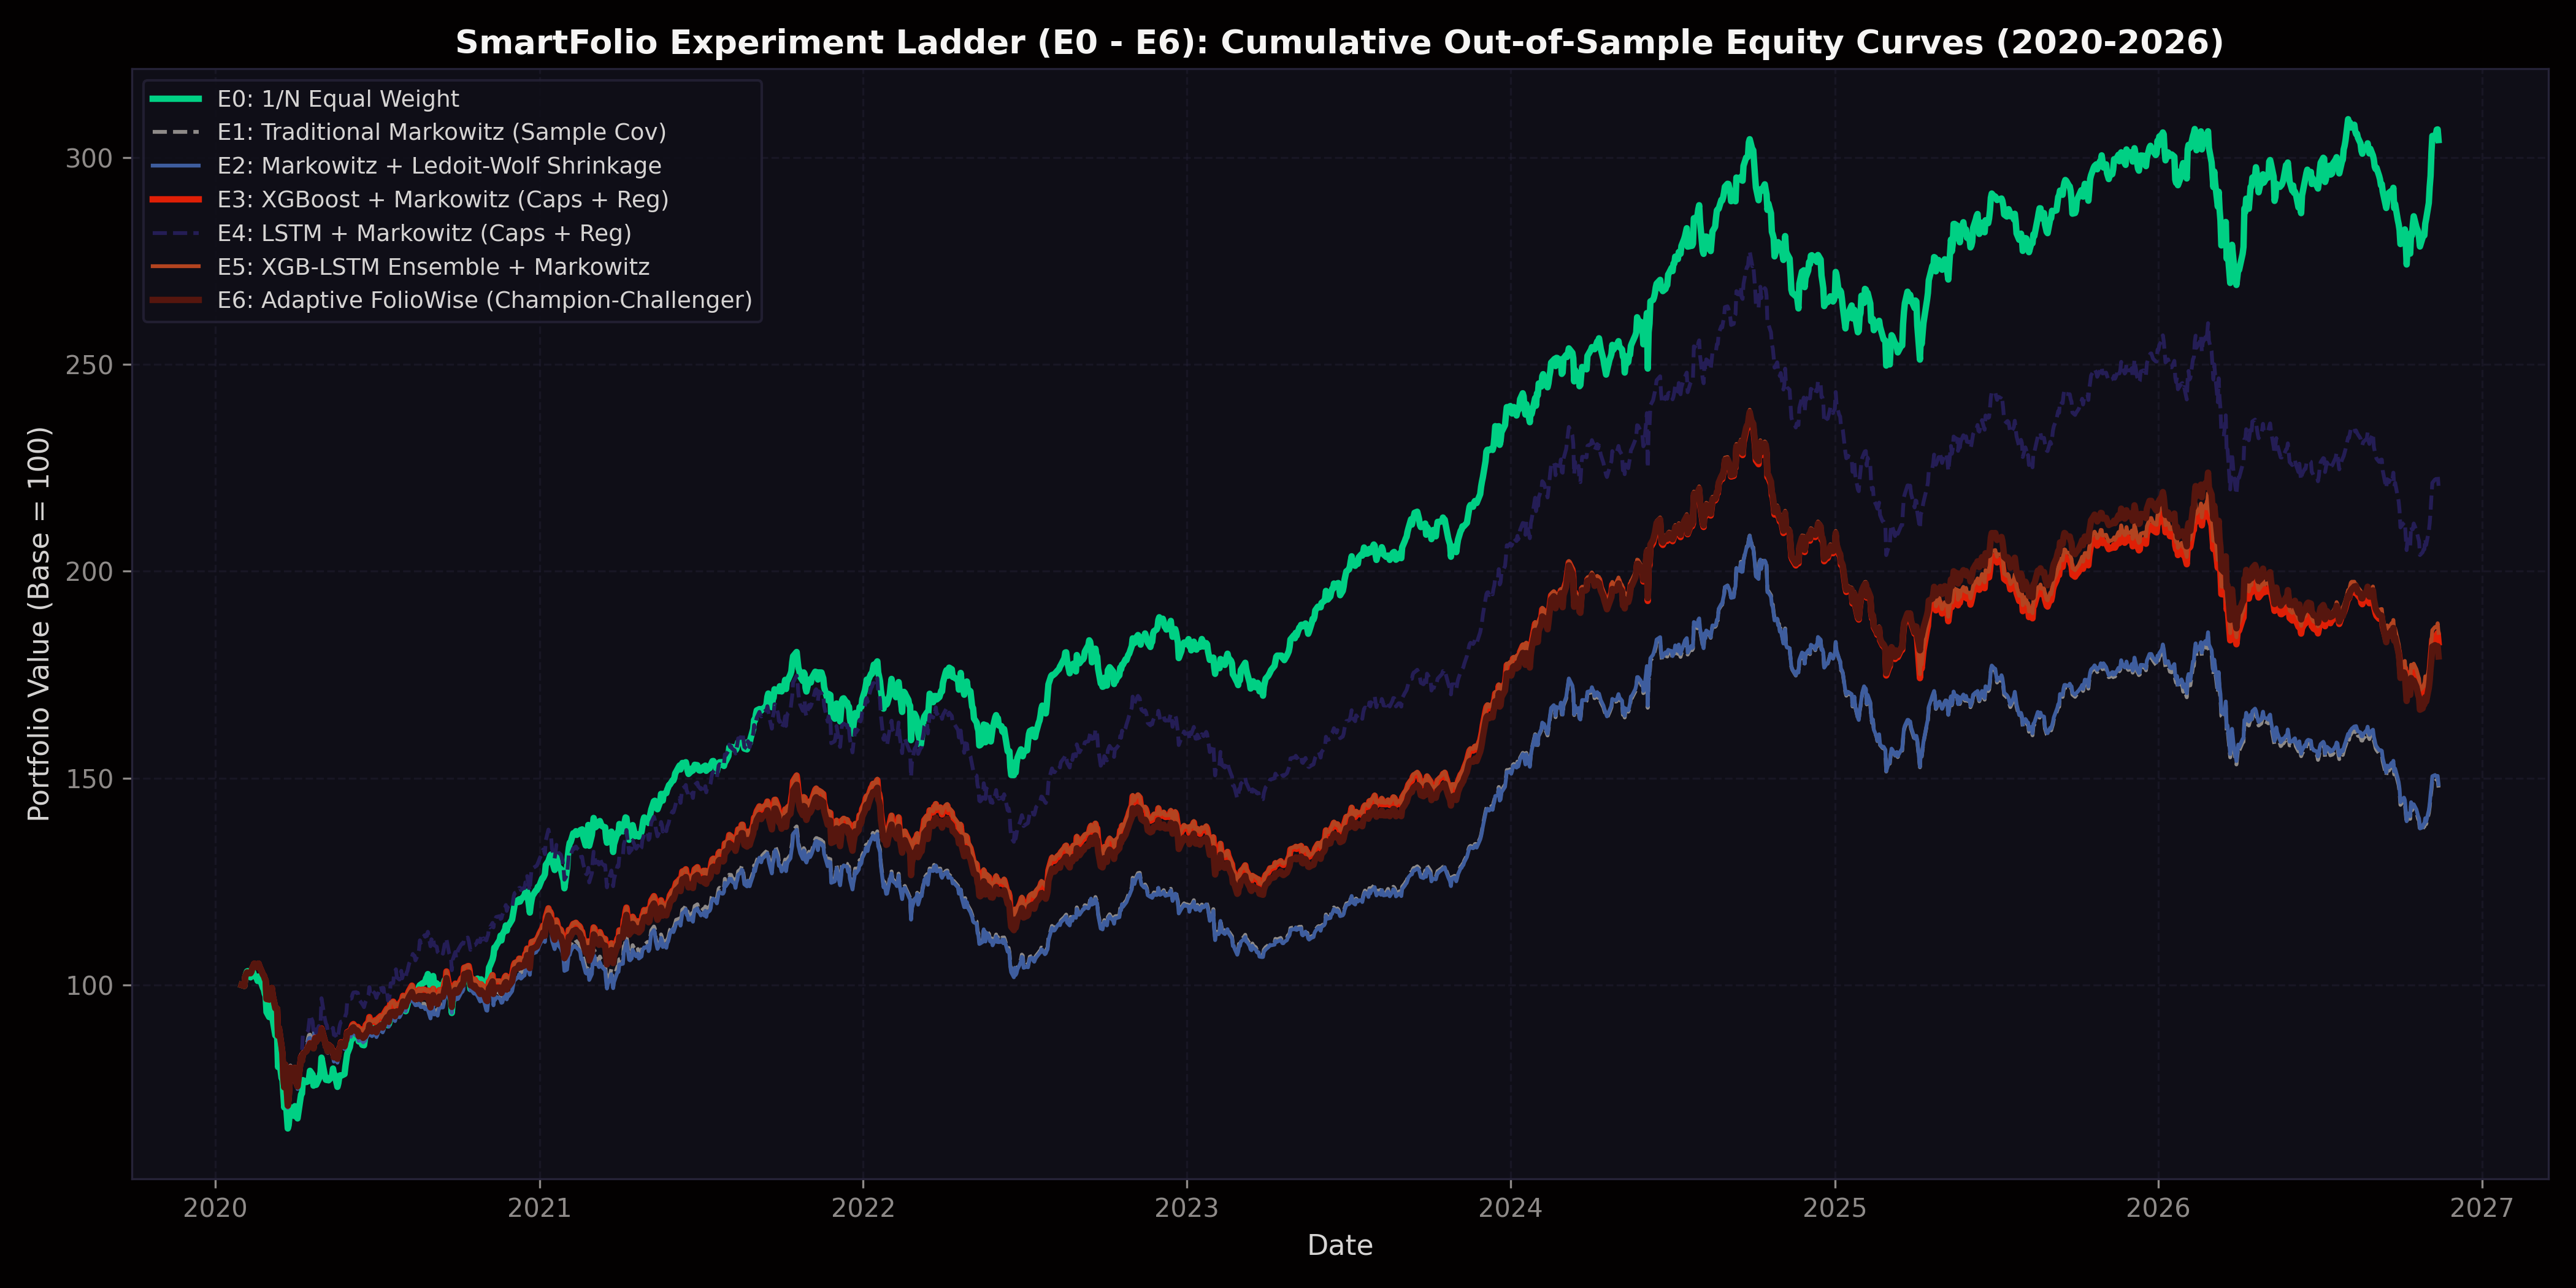 SmartFolio Experiment Ladder (E0 - E6): Cumulative Out-of-Sample Equity Curves (2020-2026)
E0: 1/N Equal Weight
E1: Traditional Markowitz (Sample Cov)
E2: Markowitz + Ledoit-Wolf Shrinkage
E3: XGBoost + Markowitz (Caps + Reg)
E4: LSTM + Markowitz (Caps + Reg)
E5: XGB-LSTM Ensemble + Markowitz
E6: Adaptive FolioWise (Champion-Challenger)
Portfolio Value (Base = 100)
300
250
200
150
100
2020
2021
2022
2023
2024
2025
2026
2027
Date